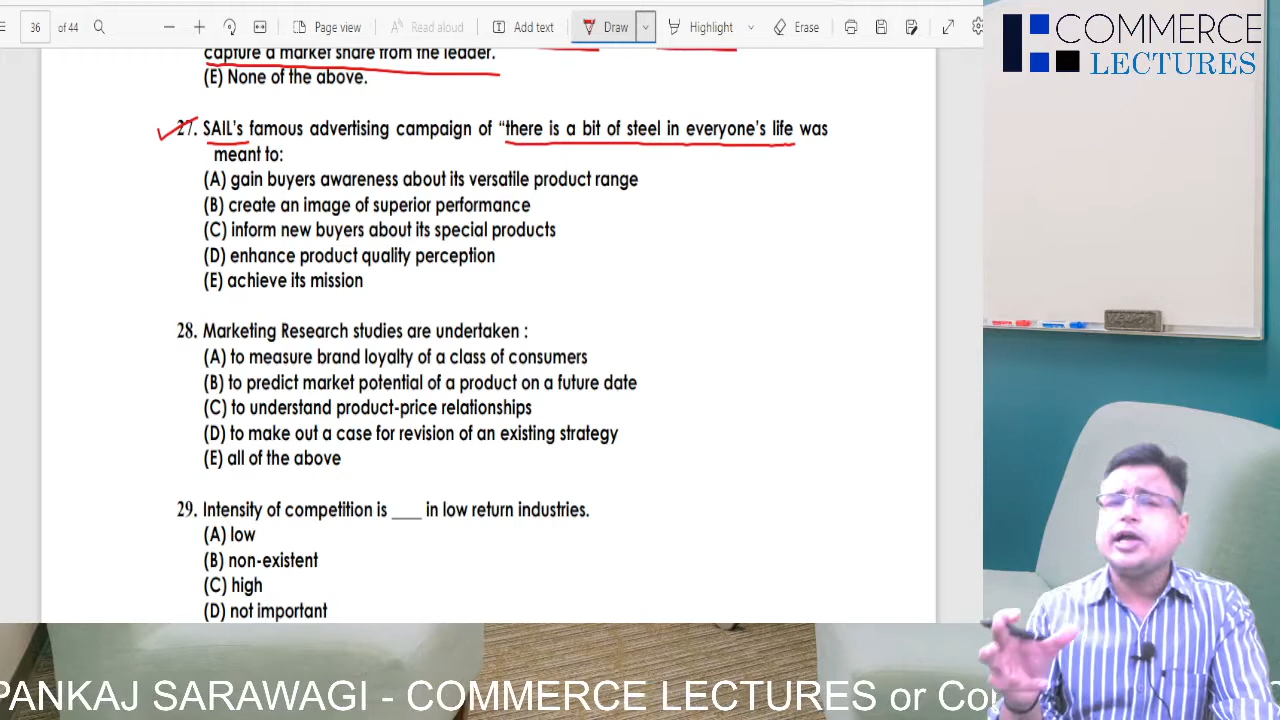 36 of 44 Page view Read aloud Add text Draw Highlight Erase
COMMERCE
LECTURES
capture a market share from the leader.
(E) None of the above.
27. SAIL's famous advertising campaign of “there is a bit of steel in everyone's life was
meant to:
(A) gain buyers awareness about its versatile product range
(B) create an image of superior performance
(C) inform new buyers about its special products
(D) enhance product quality perception
(E) achieve its mission
28. Marketing Research studies are undertaken :
(A) to measure brand loyalty of a class of consumers
(B) to predict market potential of a product on a future date
(C) to understand product-price relationships
(D) to make out a case for revision of an existing strategy
(E) all of the above
29. Intensity of competition is ____ in low return industries.
(A) low
(B) non-existent
(C) high
(D) not important
PANKAJ SARAWAGI - COMMERCE LECTURES or